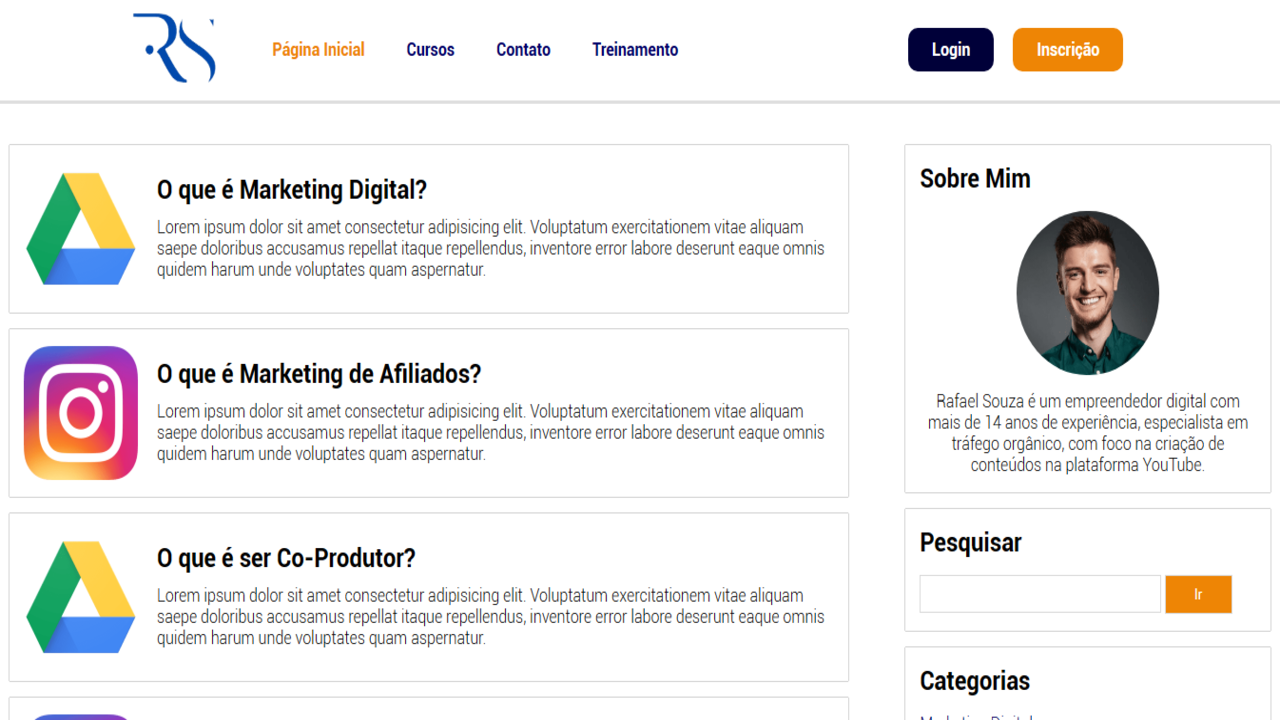 RS
Página Inicial
Cursos
Contato
Treinamento
Login
Inscrição
O que é Marketing Digital?
Lorem ipsum dolor sit amet consectetur adipisicing elit. Voluptatum exercitationem vitae aliquam
saepe doloribus accusamus repellat itaque repellendus, inventore error labore deserunt eaque omnis
quidem harum unde voluptates quam aspernatur.
O que é Marketing de Afiliados?
Lorem ipsum dolor sit amet consectetur adipisicing elit. Voluptatum exercitationem vitae aliquam
saepe doloribus accusamus repellat itaque repellendus, inventore error labore deserunt eaque omnis
quidem harum unde voluptates quam aspernatur.
O que é ser Co-Produtor?
Lorem ipsum dolor sit amet consectetur adipisicing elit. Voluptatum exercitationem vitae aliquam
saepe doloribus accusamus repellat itaque repellendus, inventore error labore deserunt eaque omnis
quidem harum unde voluptates quam aspernatur.
Sobre Mim
Rafael Souza é um empreendedor digital com
mais de 14 anos de experiência, especialista em
tráfego orgânico, com foco na criação de
conteúdos na plataforma YouTube.
Pesquisar
Ir
Categorias
Marketing Digital